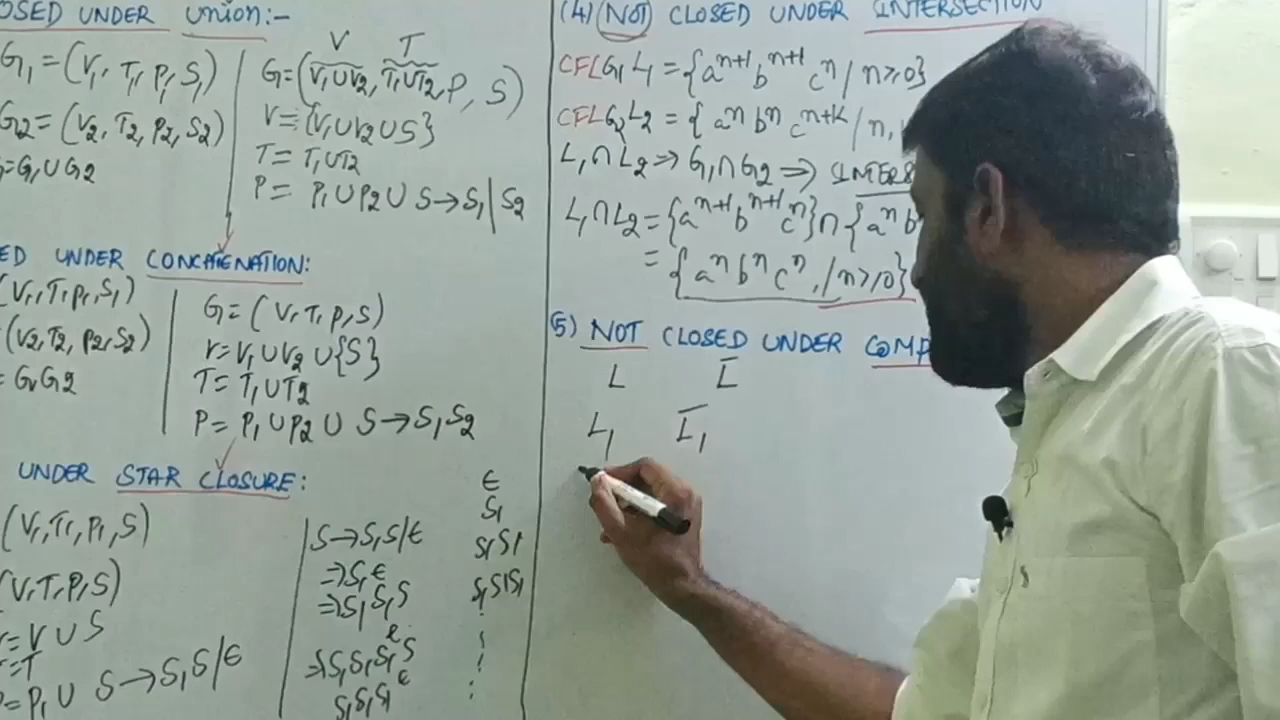 OSED UNDER UNION:-
G1 = (V1, T1, P1, S1)
G2 = (V2, T2, P2, S2)
= G1 U G2
V T
G = (V1 U V2, T1 U T2, P, S)
V = {V1 U V2 U S}
T = T1 U T2
P = P1 U P2 U S → S1 | S2
ED UNDER CONCATENATION:
(V1, T1, P1, S1)
(V2, T2, P2, S2)
= G1 G2
G = (V, T, P, S)
V = V1 U V2 U {S}
T = T1 U T2
P = P1 U P2 U S → S1 S2
UNDER STAR CLOSURE:
(V1, T1, P1, S)
(V, T, P, S)
= V U S
= T
P = P1 U S → S1 S / ε
S → S1 S / ε
⇒ S1 ε
⇒ S1 S1 S
⇒ S1 S1 S1 S
S1 S1 S1 ε
ε
S1
S1 S1
S1 S1 S1
(4) NOT CLOSED UNDER INTERSECTION
CFL G1 L1 = {a^n+1 b^n+1 c^n / n ≥ 0}
CFL G2 L2 = { a^n b^n c^n+k / n,
L1 ∩ L2 ⇒ G1 ∩ G2 ⇒ INTERS
L1 ∩ L2 = {a^n+1 b^n+1 c^n} ∩ {a^n b
= {a^n b^n c^n, / n ≥ 0}
(5) NOT CLOSED UNDER COMP
L L̅
L1 L̅1